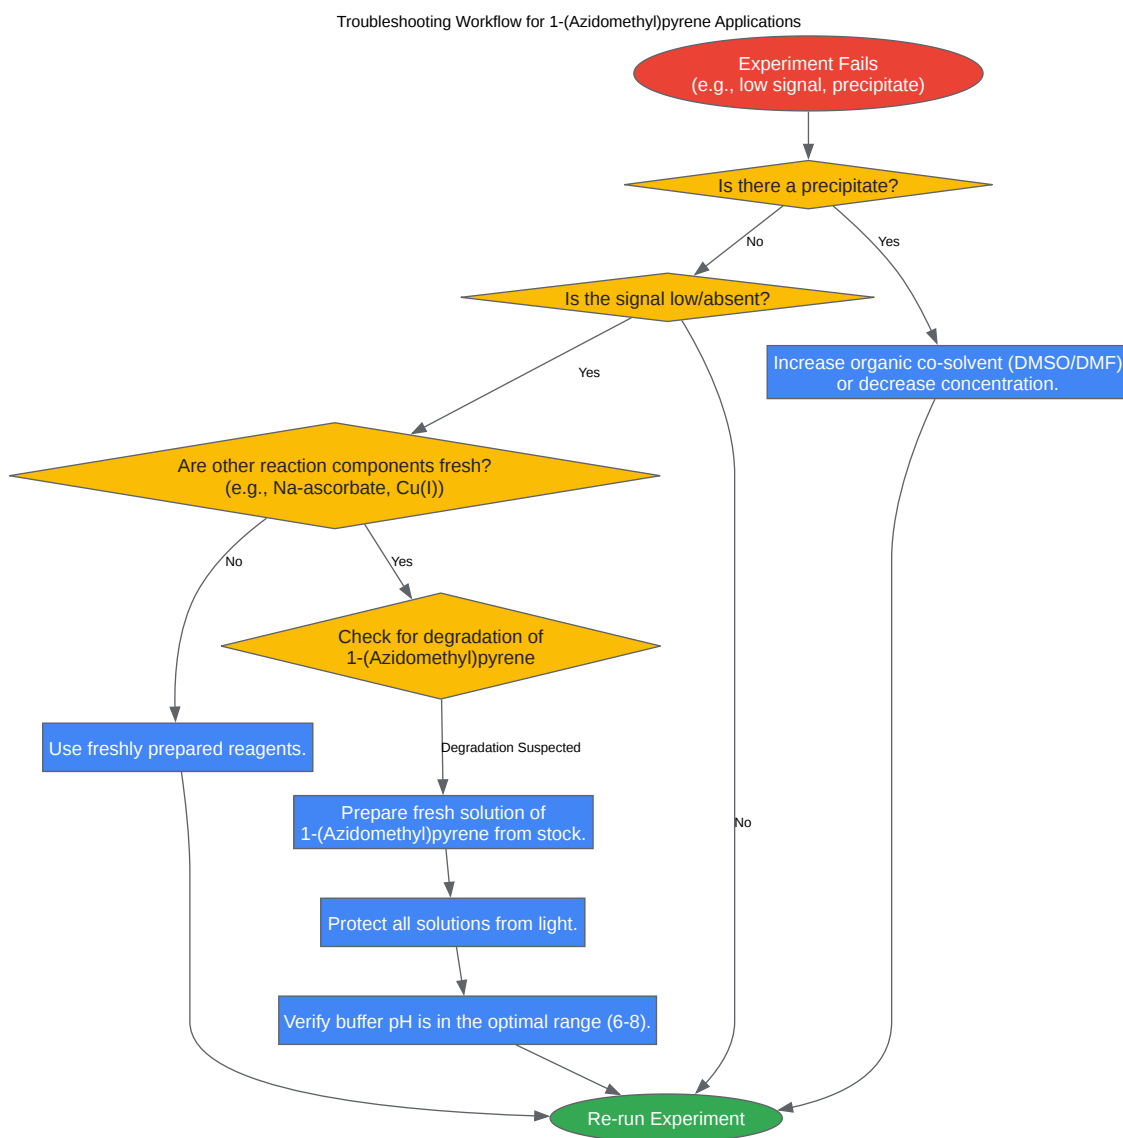 Troubleshooting Workflow for 1-(Azidomethyl)pyrene Applications
Experiment Fails
(e.g., low signal, precipitate)
Is there a precipitate?
No
Yes
Is the signal low/absent?
Increase organic co-solvent (DMSO/DMF)
or decrease concentration.
Yes
Are other reaction components fresh?
(e.g., Na-ascorbate, Cu(I))
No
Yes
Check for degradation of
1-(Azidomethyl)pyrene
Use freshly prepared reagents.
Degradation Suspected
Prepare fresh solution of
1-(Azidomethyl)pyrene from stock.
No
Protect all solutions from light.
Verify buffer pH is in the optimal range (6-8).
Re-run Experiment